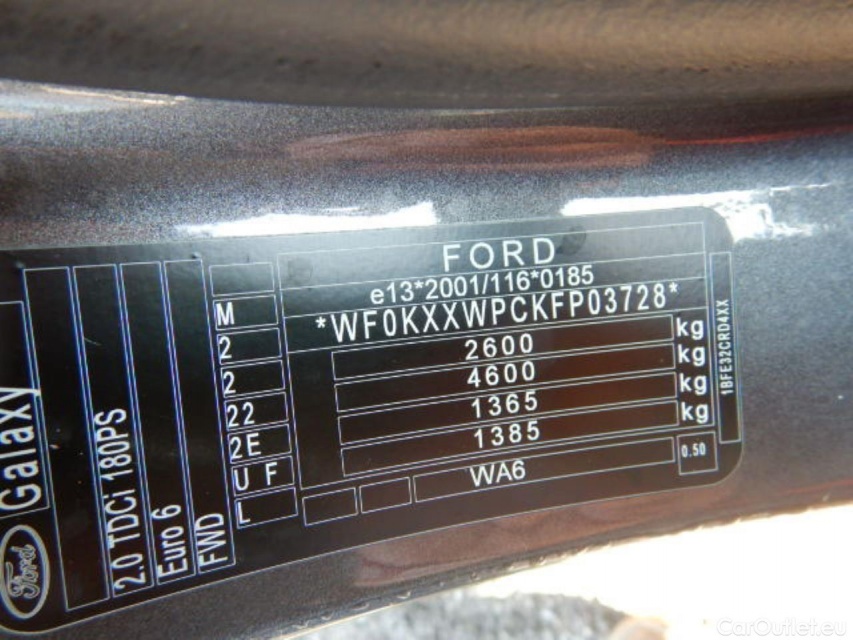 FORD
e13*2001/116*0185
*WF0KXXWPCKFP03728*
2600 kg
4600 kg
1365 kg
1385 kg
WA6
0.50
1BFE32CRD4XX
M
2
2
22
2E
U F
L
Galaxy
Ford
2.0 TDCi 180PS
Euro 6
FWD
CarOutlet.eu